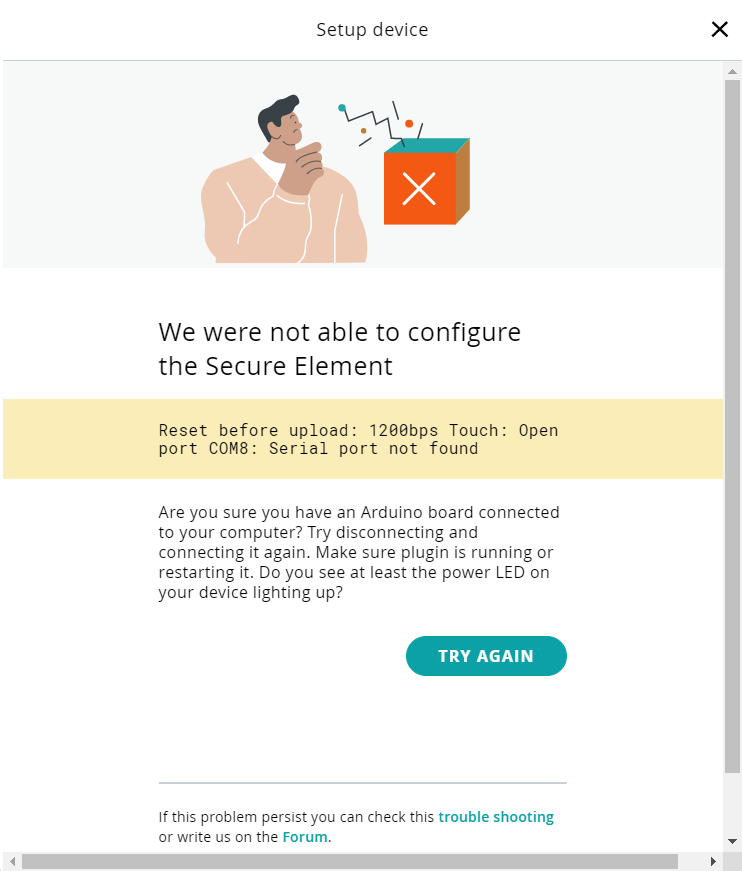 Setup device
We were not able to configure
the Secure Element
Reset before upload: 1200bps Touch: Open
port COM8: Serial port not found
Are you sure you have an Arduino board connected
to your computer? Try disconnecting and
connecting it again. Make sure plugin is running or
restarting it. Do you see at least the power LED on
your device lighting up?
TRY AGAIN
If this problem persist you can check this trouble shooting
or write us on the Forum.